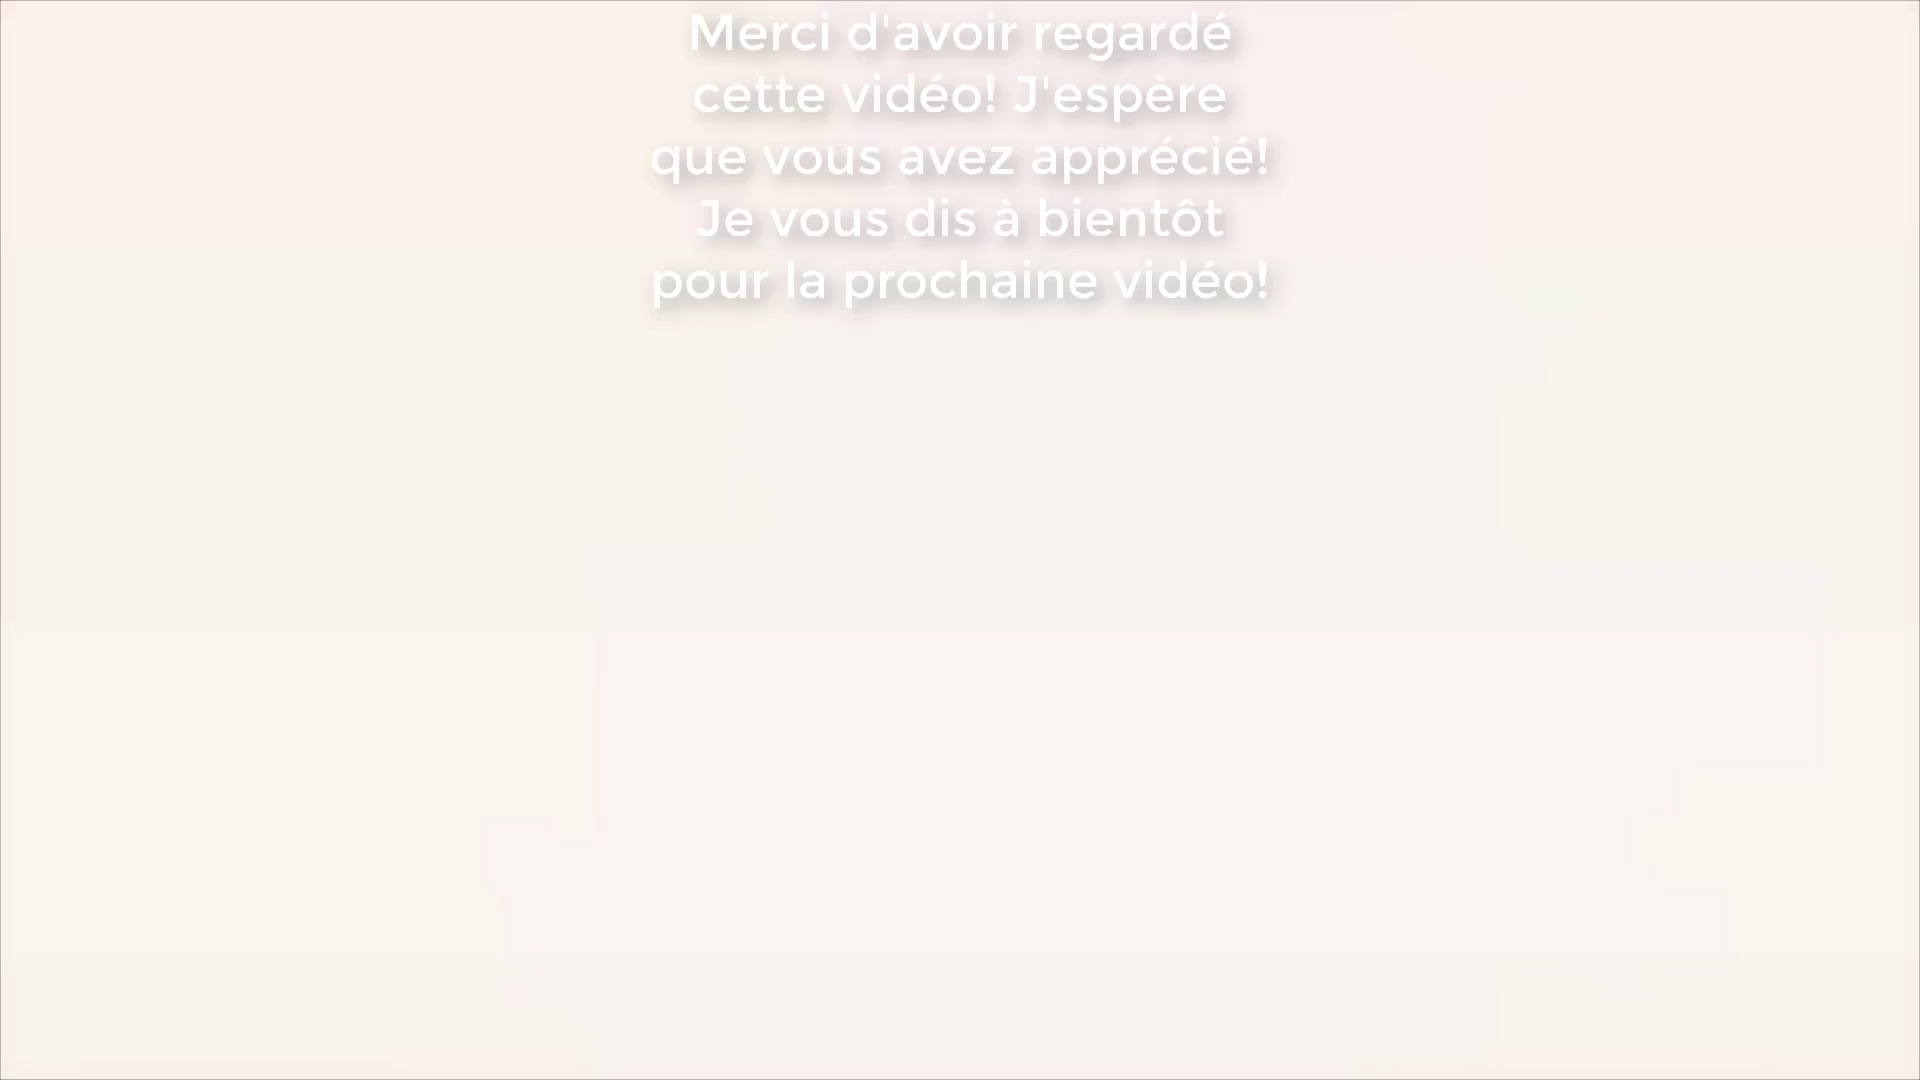 Merci d'avoir regardé
cette vidéo! J'espère
que vous avez apprécié!
Je vous dis à bientôt
pour la prochaine vidéo!